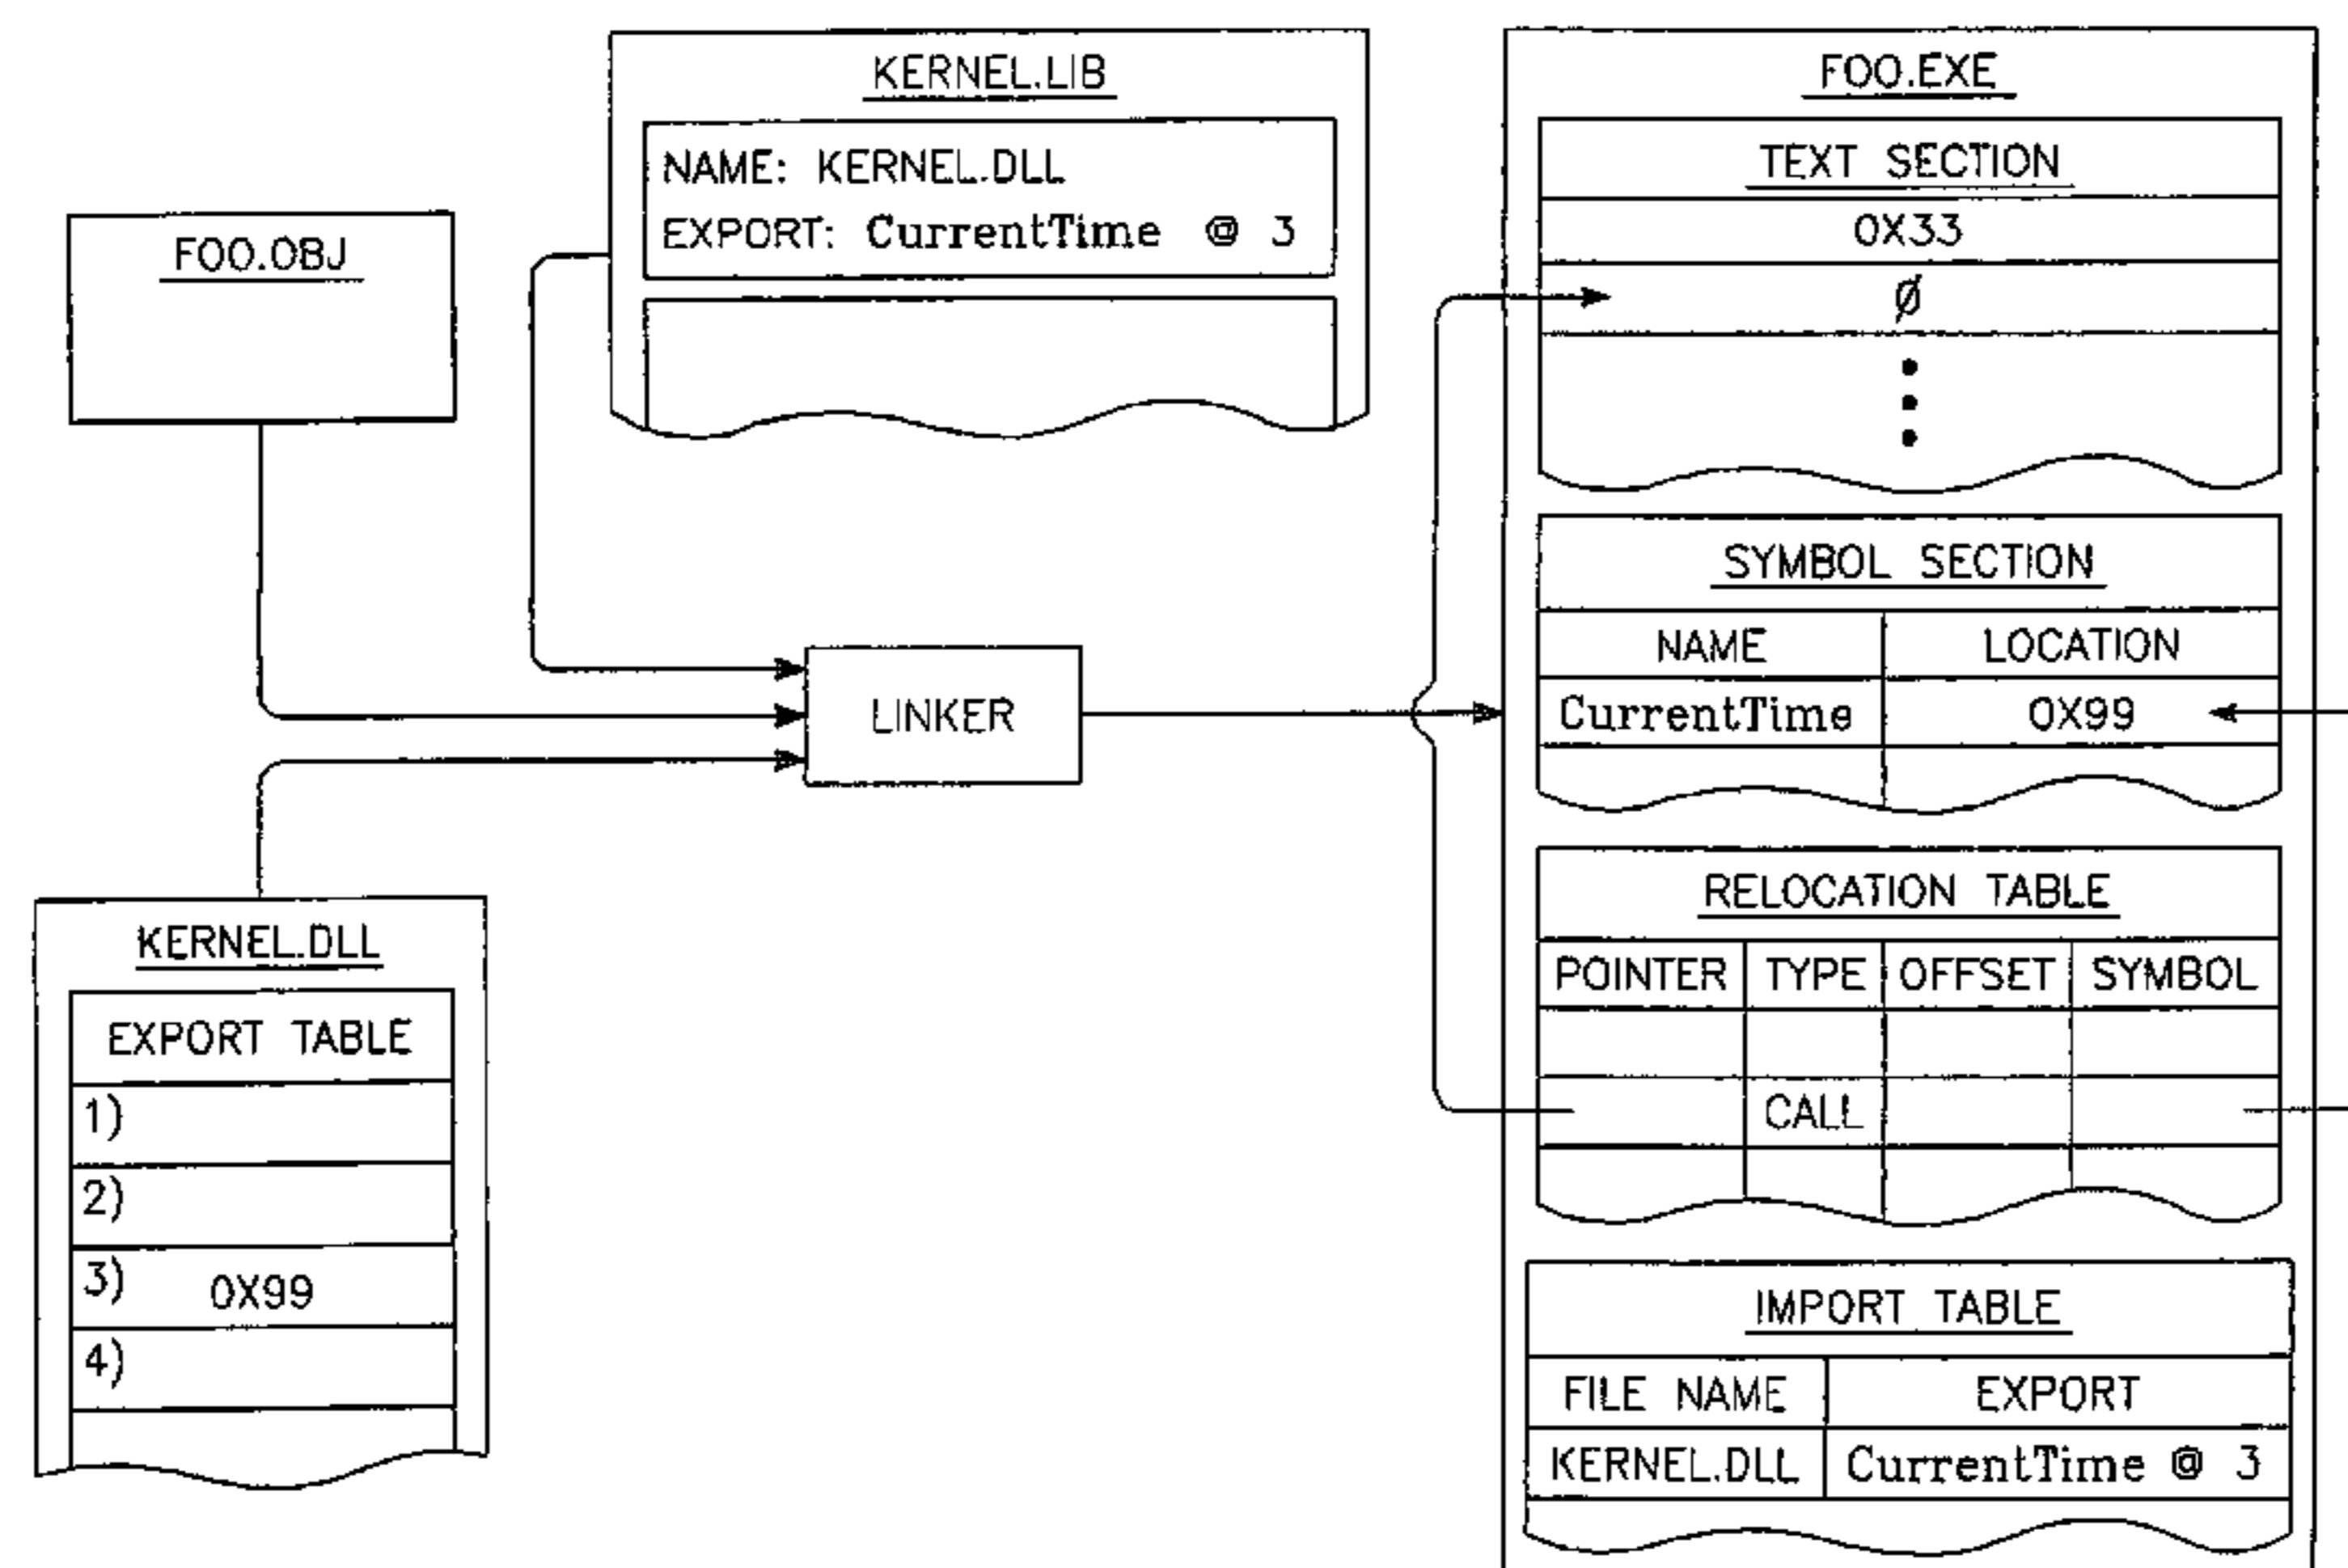 FOO.OBJ
KERNEL.LIB
NAME: KERNEL.DLL
EXPORT: CurrentTime @ 3
LINKER
KERNEL.DLL
EXPORT TABLE
1)
2)
3) 0X99
4)
FOO.EXE
TEXT SECTION
0X33
Ø
SYMBOL SECTION
NAME LOCATION
CurrentTime 0X99
RELOCATION TABLE
POINTER TYPE OFFSET SYMBOL
CALL
IMPORT TABLE
FILE NAME EXPORT
KERNEL.DLL CurrentTime @ 3